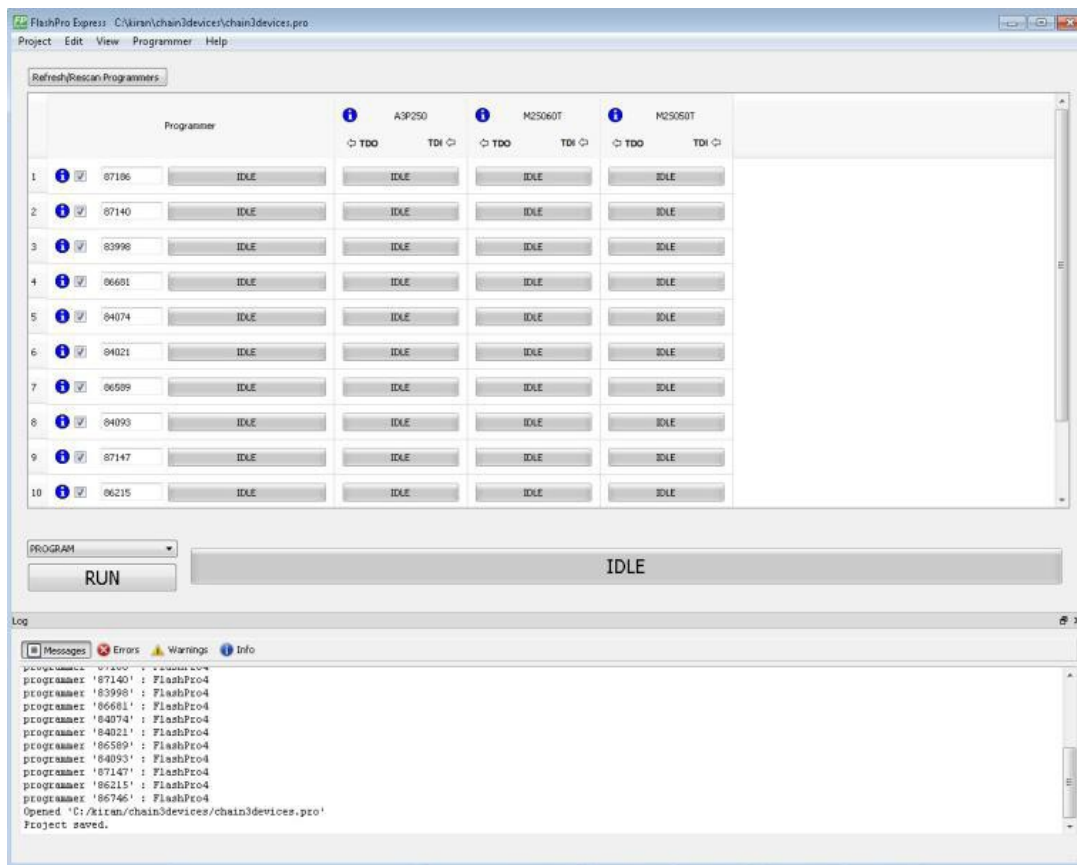 FlashPro Express C:\kiran\chain3devices\chain3devices.pro
Project Edit View Programmer Help
Refresh/Rescan Programmers
Programmer
A3P250 M2S060T M2S050T
TDO TDI TDO TDI TDO TDI
1 87186 IDLE IDLE IDLE IDLE
2 87140 IDLE IDLE IDLE IDLE
3 83998 IDLE IDLE IDLE IDLE
4 86681 IDLE IDLE IDLE IDLE
5 84074 IDLE IDLE IDLE IDLE
6 84021 IDLE IDLE IDLE IDLE
7 86589 IDLE IDLE IDLE IDLE
8 84093 IDLE IDLE IDLE IDLE
9 87147 IDLE IDLE IDLE IDLE
10 86215 IDLE IDLE IDLE IDLE
PROGRAM
RUN
IDLE
Log
Messages Errors Warnings Info
programmer '87186' : FlashPro4
programmer '87140' : FlashPro4
programmer '83998' : FlashPro4
programmer '86681' : FlashPro4
programmer '84074' : FlashPro4
programmer '84021' : FlashPro4
programmer '86589' : FlashPro4
programmer '84093' : FlashPro4
programmer '87147' : FlashPro4
programmer '86215' : FlashPro4
programmer '86746' : FlashPro4
Opened 'C:/kiran/chain3devices/chain3devices.pro'
Project saved.